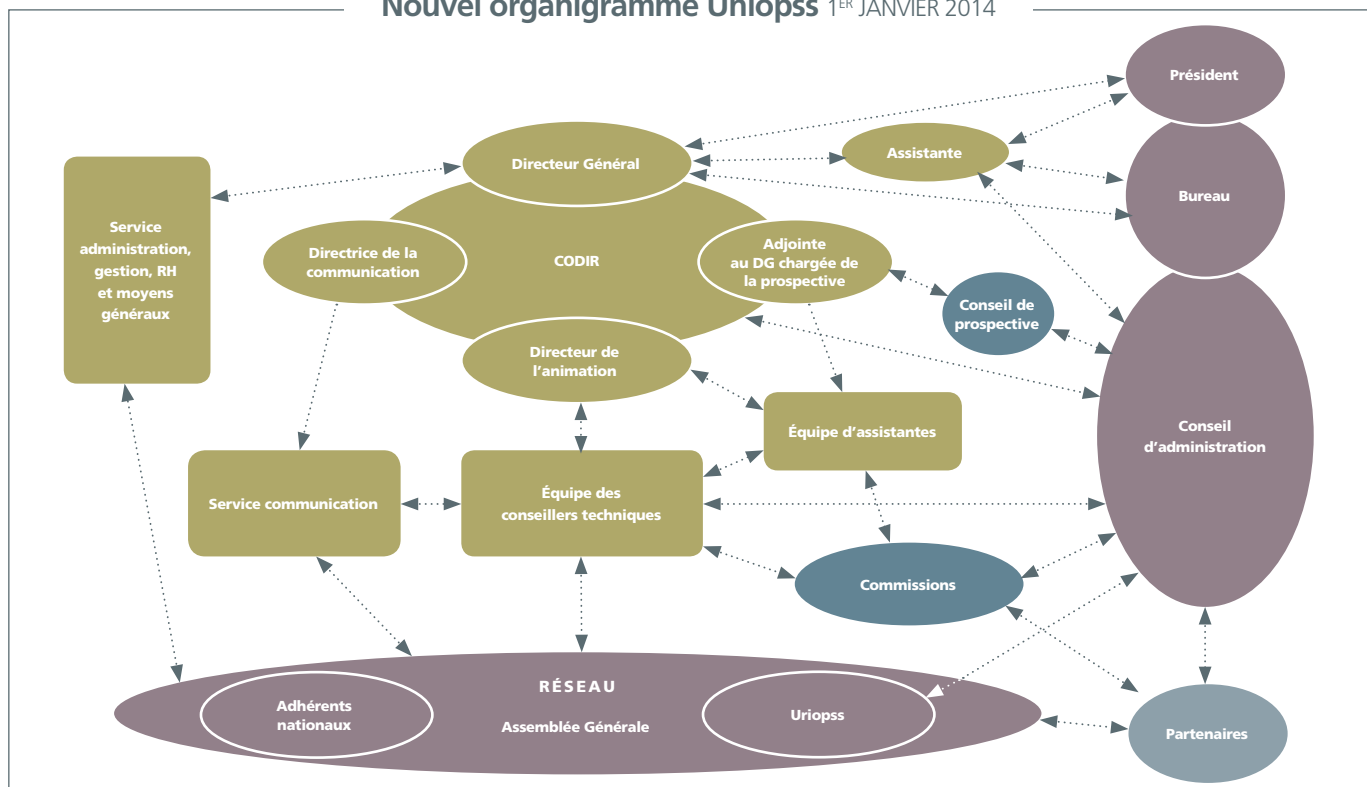 Nouvel organigramme Uniopss 1ER JANVIER 2014
Président
Directeur Général
Assistante
Bureau
Service
administration,
gestion, RH
et moyens
généraux
Directrice de la
communication
CODIR
Adjointe
au DG chargée de
la prospective
Conseil de
prospective
Directeur de
l’animation
Équipe d’assistantes
Conseil
d’administration
Service communication
Équipe des
conseillers techniques
Commissions
RÉSEAU
Adhérents
nationaux
Assemblée Générale
Uriopss
Partenaires